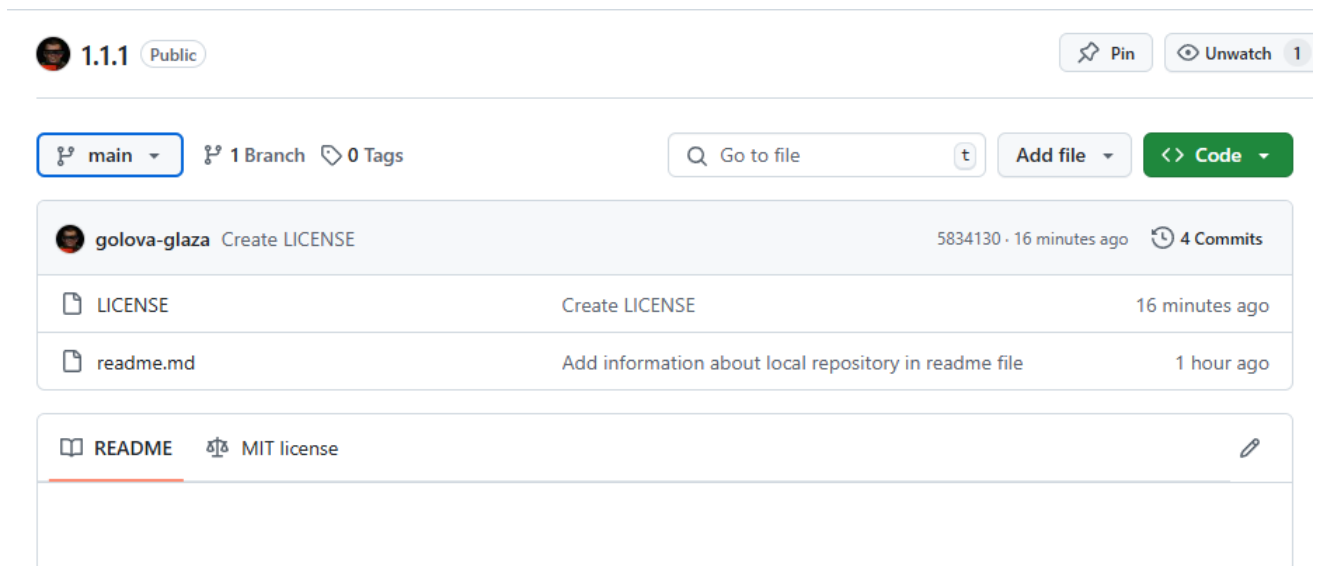 1.1.1 Public Pin Unwatch 1
main 1 Branch 0 Tags Go to file t Add file <> Code
golova-glaza Create LICENSE 5834130 · 16 minutes ago 4 Commits
LICENSE Create LICENSE 16 minutes ago
readme.md Add information about local repository in readme file 1 hour ago
README MIT license